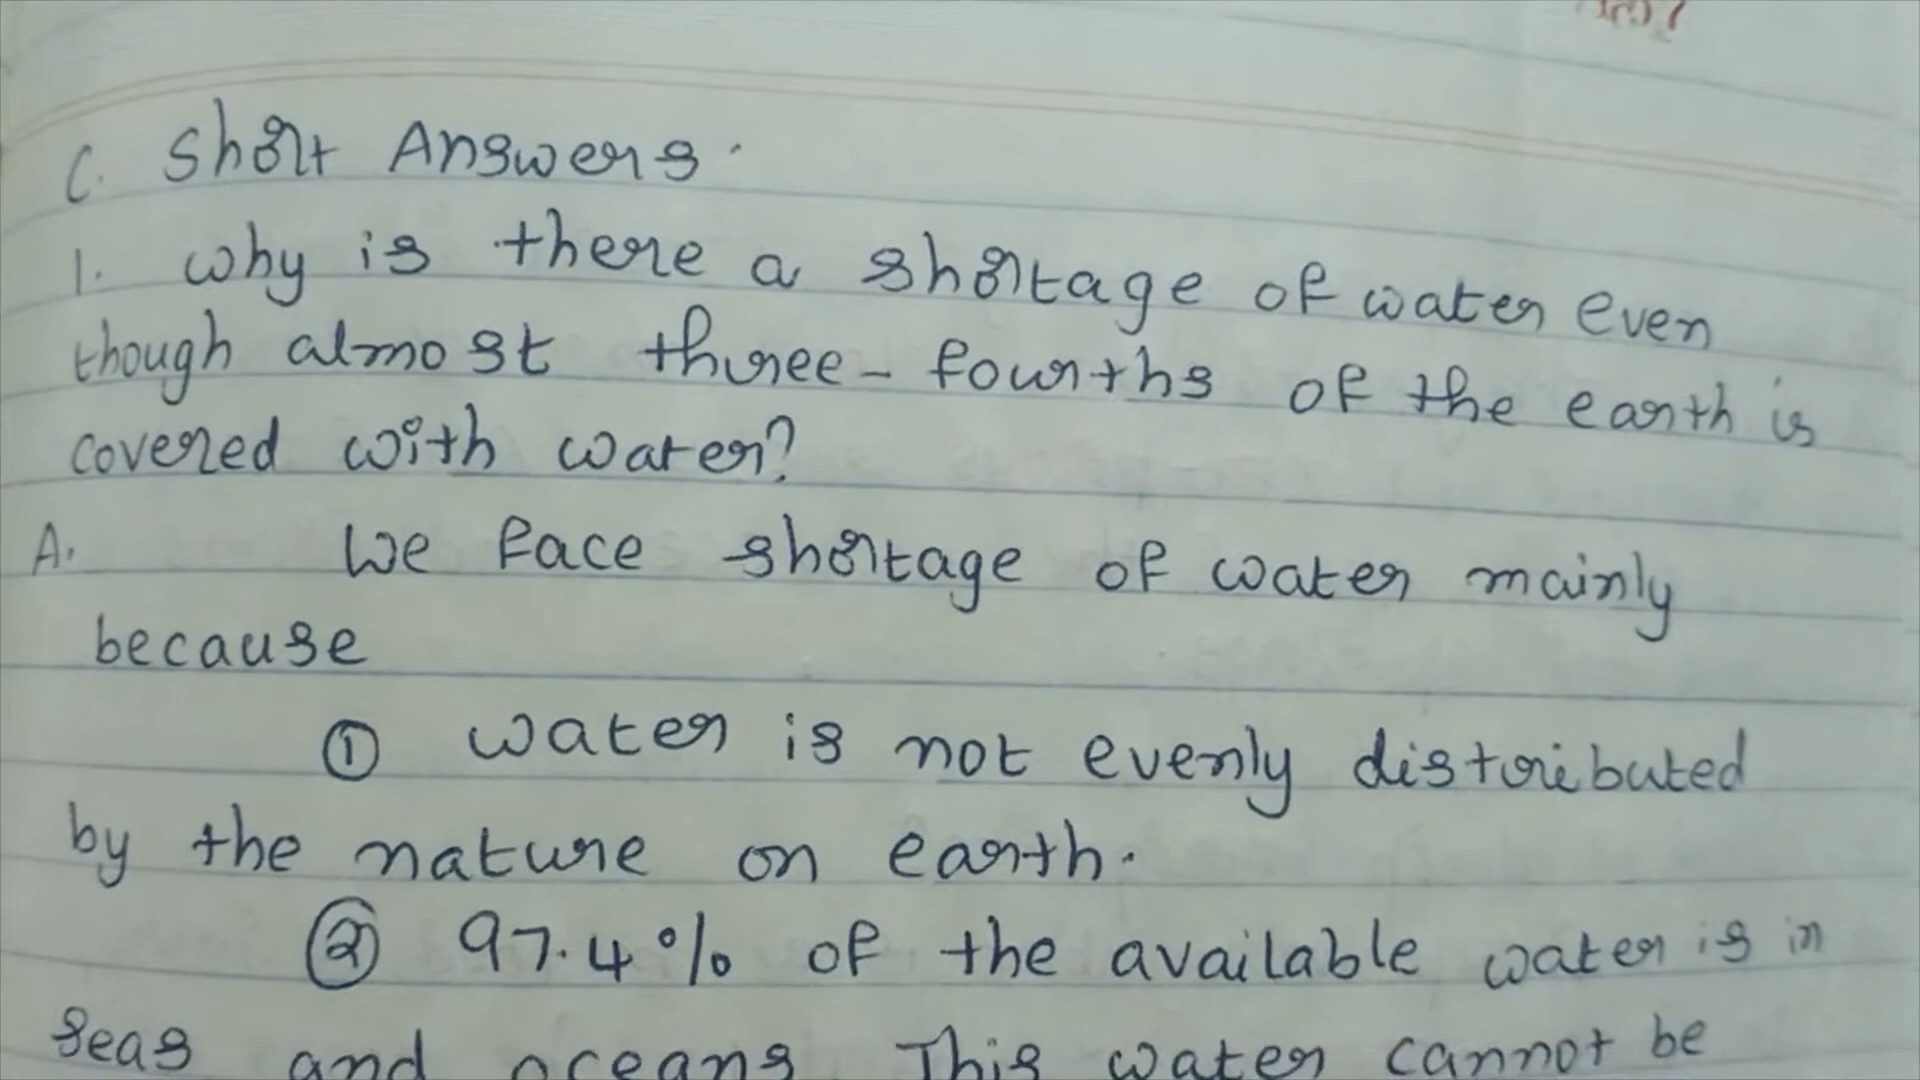 C. Short Answers.
1. Why is there a shortage of water even
though almost three-fourths of the earth is
covered with water?
A. We face shortage of water mainly
because
① Water is not evenly distributed
by the nature on earth.
② 97.4% of the available water is in
seas and oceans. This water cannot be